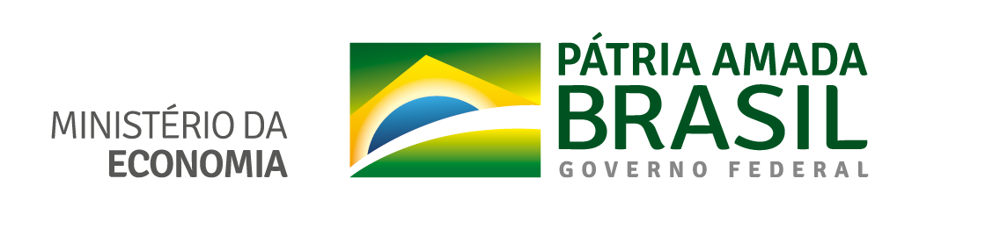 MINISTÉRIO DA
ECONOMIA
PÁTRIA AMADA
BRASIL
GOVERNO FEDERAL